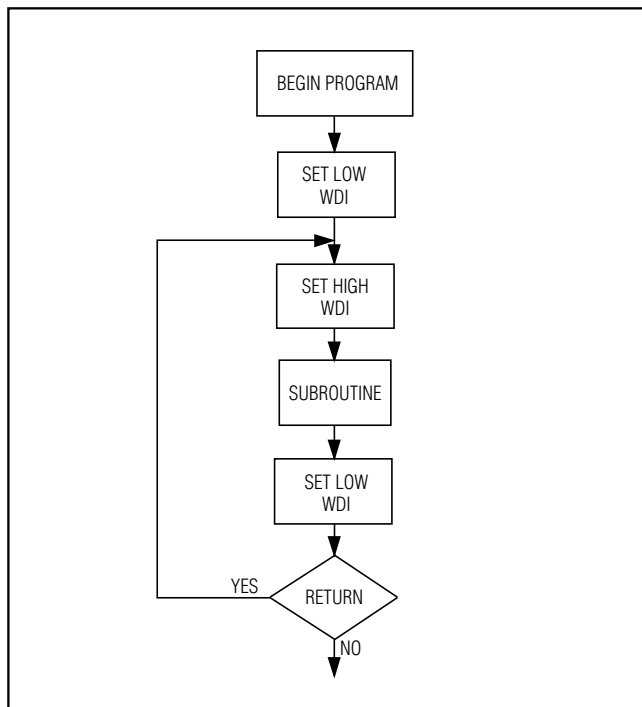 BEGIN PROGRAM
SET LOW
WDI
SET HIGH
WDI
SUBROUTINE
SET LOW
WDI
RETURN
YES
NO